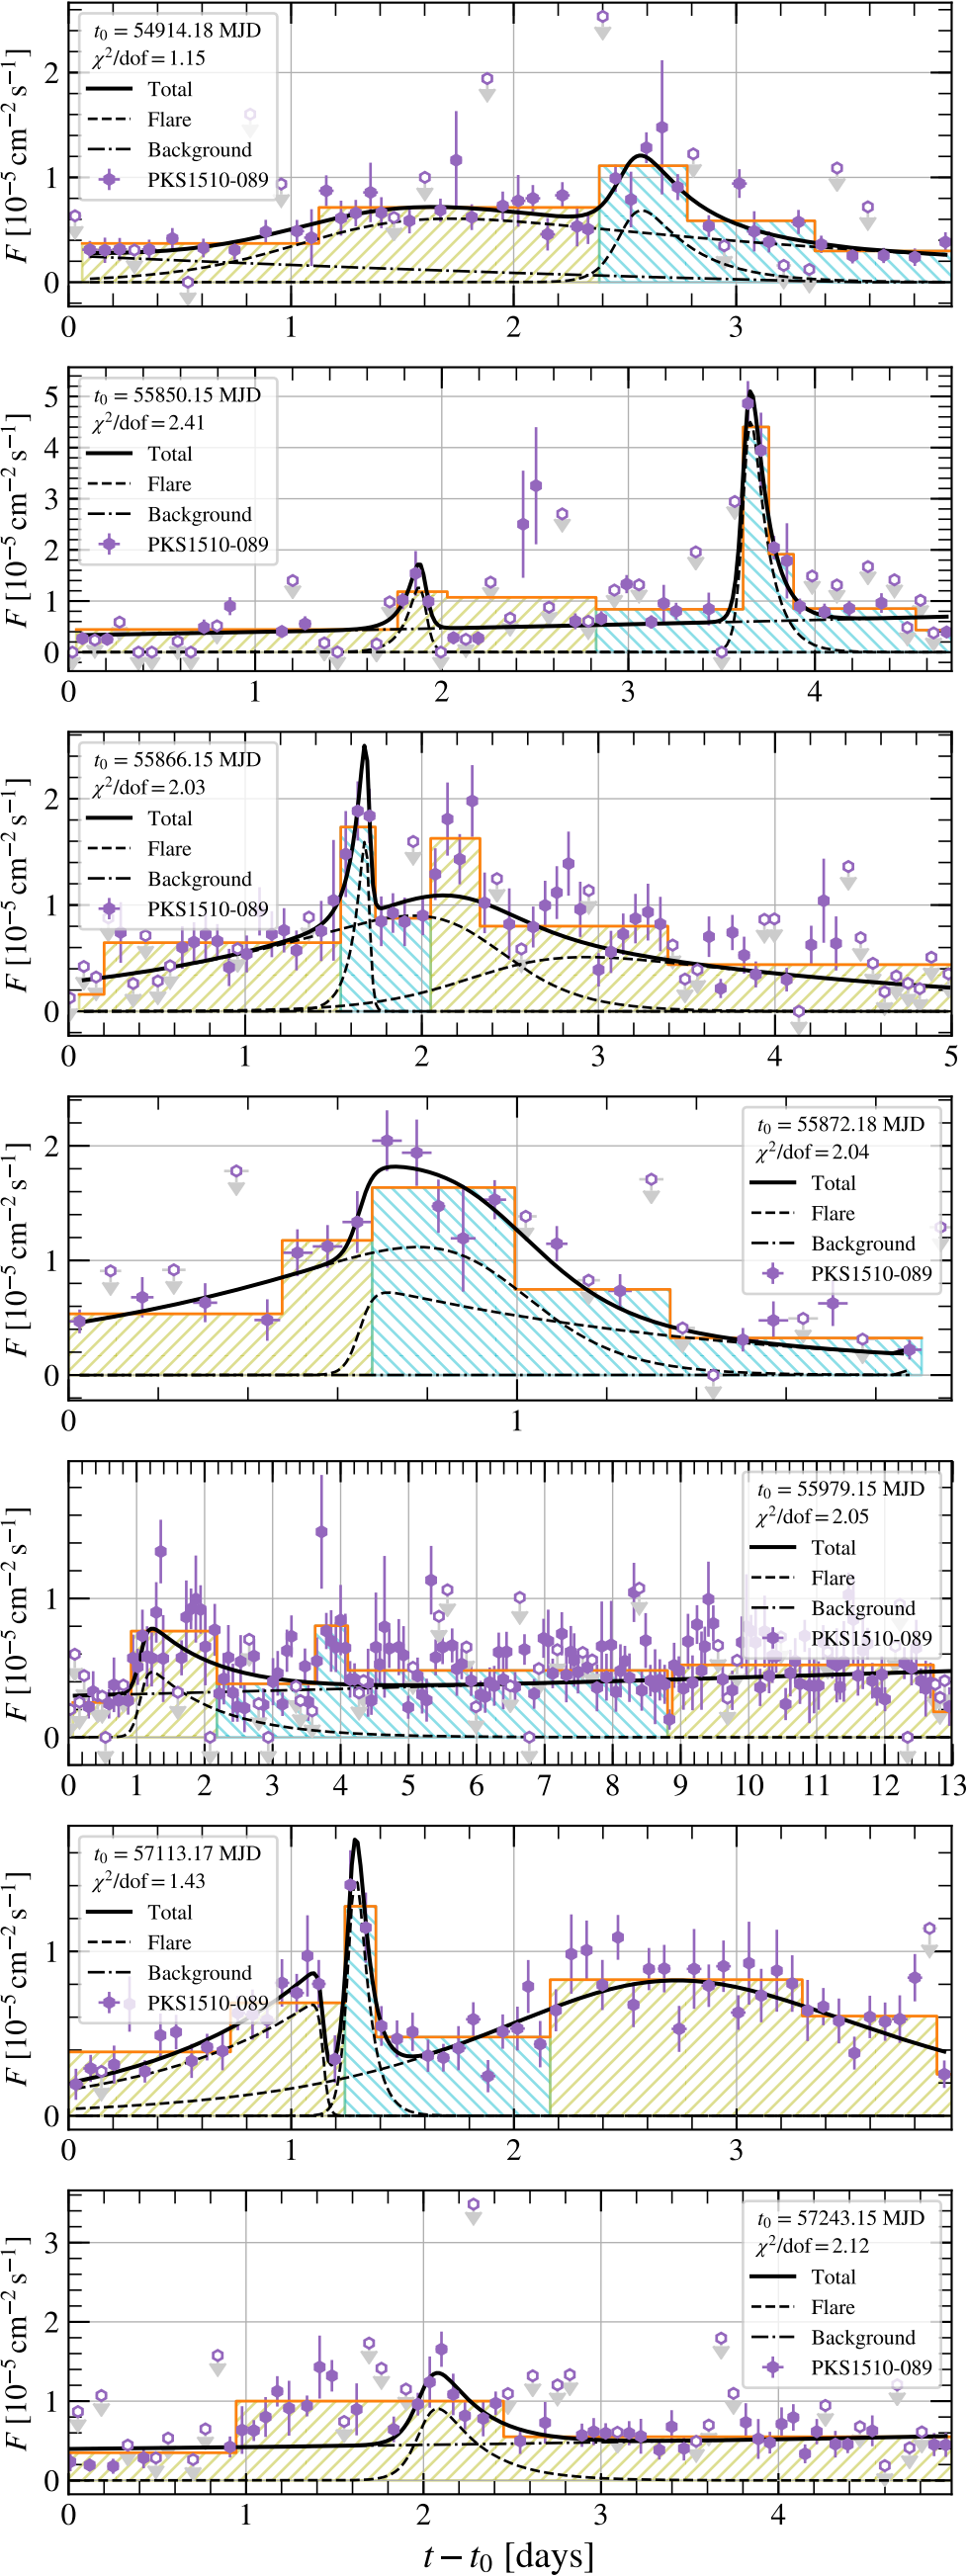 t₀ = 54914.18 MJD
χ²/dof = 1.15
Total
Flare
Background
PKS1510-089
F [10⁻⁵ cm⁻² s⁻¹]
2
1
0
0 1 2 3
t₀ = 55850.15 MJD
χ²/dof = 2.41
Total
Flare
Background
PKS1510-089
F [10⁻⁵ cm⁻² s⁻¹]
5
4
3
2
1
0
0 1 2 3 4
t₀ = 55866.15 MJD
χ²/dof = 2.03
Total
Flare
Background
PKS1510-089
F [10⁻⁵ cm⁻² s⁻¹]
2
1
0
0 1 2 3 4 5
t₀ = 55872.18 MJD
χ²/dof = 2.04
Total
Flare
Background
PKS1510-089
F [10⁻⁵ cm⁻² s⁻¹]
2
1
0
0 1
t₀ = 55979.15 MJD
χ²/dof = 2.05
Total
Flare
Background
PKS1510-089
F [10⁻⁵ cm⁻² s⁻¹]
1
0
0 1 2 3 4 5 6 7 8 9 10 11 12 13
t₀ = 57113.17 MJD
χ²/dof = 1.43
Total
Flare
Background
PKS1510-089
F [10⁻⁵ cm⁻² s⁻¹]
1
0
0 1 2 3
t₀ = 57243.15 MJD
χ²/dof = 2.12
Total
Flare
Background
PKS1510-089
F [10⁻⁵ cm⁻² s⁻¹]
3
2
1
0
0 1 2 3 4
t − t₀ [days]